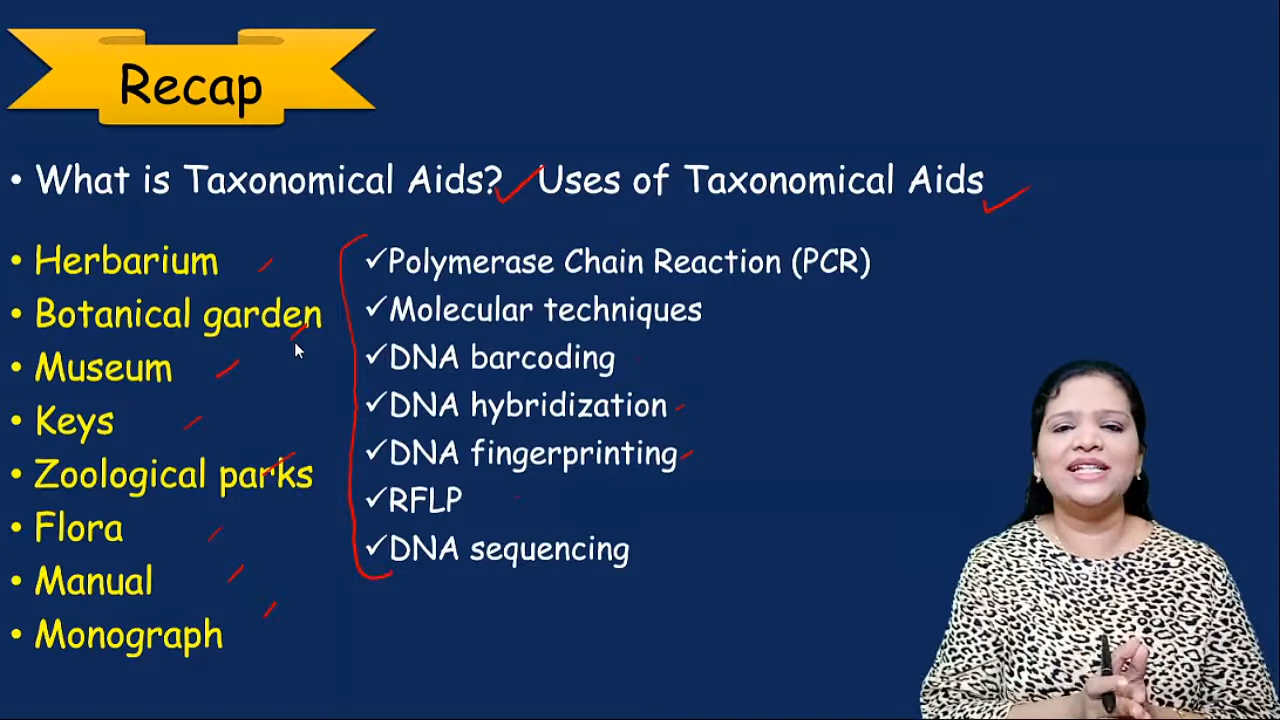 Recap
• What is Taxonomical Aids? Uses of Taxonomical Aids
• Herbarium
• Botanical garden
• Museum
• Keys
• Zoological parks
• Flora
• Manual
• Monograph
✓Polymerase Chain Reaction (PCR)
✓Molecular techniques
✓DNA barcoding
✓DNA hybridization
✓DNA fingerprinting
✓RFLP
✓DNA sequencing